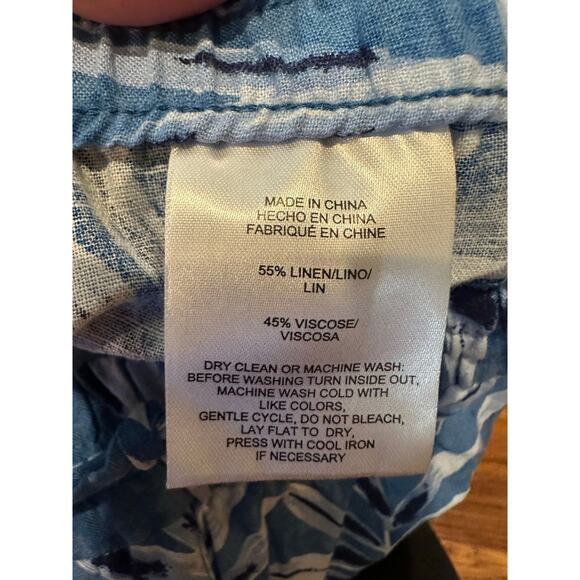 MADE IN CHINA
HECHO EN CHINA
FABRIQUÉ EN CHINE
55% LINEN/LINO/
LIN
45% VISCOSE/
VISCOSA
DRY CLEAN OR MACHINE WASH:
BEFORE WASHING TURN INSIDE OUT,
MACHINE WASH COLD WITH
LIKE COLORS,
GENTLE CYCLE, DO NOT BLEACH,
LAY FLAT TO DRY,
PRESS WITH COOL IRON
IF NECESSARY